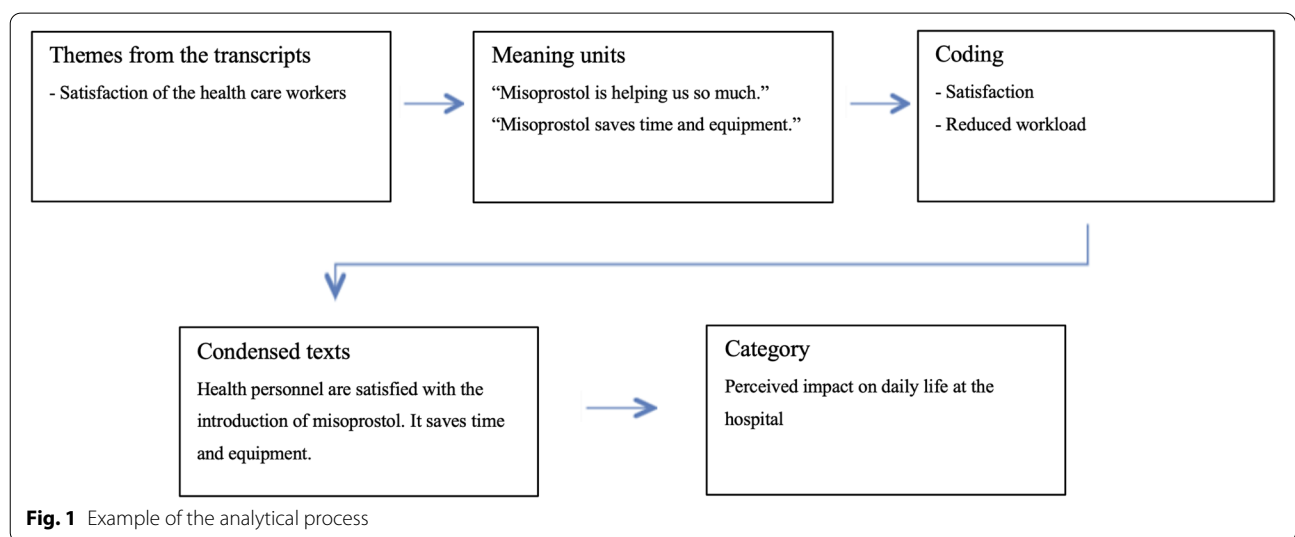 Themes from the transcripts
- Satisfaction of the health care workers
Meaning units
“Misoprostol is helping us so much.”
“Misoprostol saves time and equipment.”
Coding
- Satisfaction
- Reduced workload
Condensed texts
Health personnel are satisfied with the
introduction of misoprostol. It saves time
and equipment.
Category
Perceived impact on daily life at the
hospital
Fig. 1 Example of the analytical process